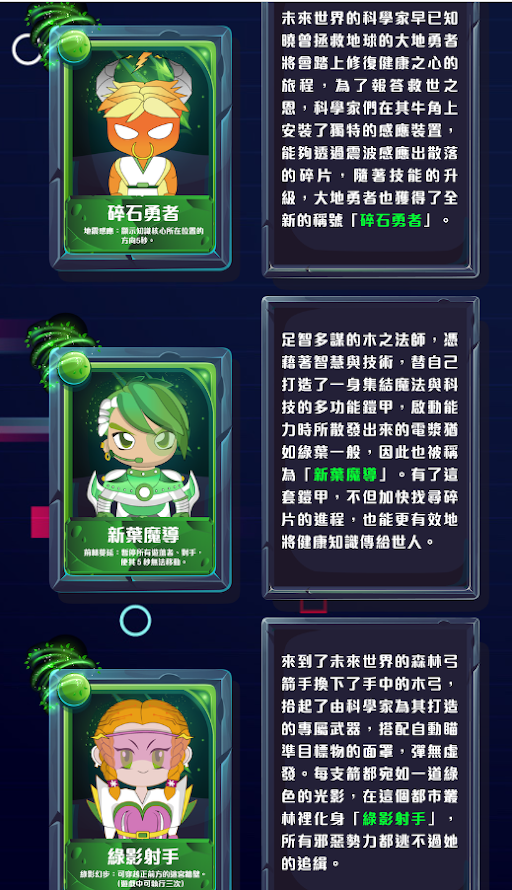 未來世界的科學家早已知
曉曾拯救地球的大地勇者
將會踏上修復健康之心的
旅程，為了報答救世之
恩，科學家們在其牛角上
安裝了獨特的感應裝置，
能夠透過震波感應出散落
的碎片，隨著技能的升
級，大地勇者也獲得了全
新的稱號「碎石勇者」。
碎石勇者
地震感應：顯示知識核心所在位置的
方向5秒。
足智多謀的木之法師，憑
藉著智慧與技術，替自己
打造了一身集結魔法與科
技的多功能鎧甲，啟動能
力時所散發出來的電漿猶
如綠葉一般，因此也被稱
為「新葉魔導」。有了這
套鎧甲，不但加快找尋碎
片的進程，也能更有效地
將健康知識傳給世人。
新葉魔導
荊棘蔓延：暫停所有遊蕩者、剩手，
使其5秒無法移動。
來到了未來世界的森林弓
箭手換下了手中的木弓，
拾起了由科學家為其打造
的專屬武器，搭配自動瞄
準目標物的面罩，彈無虛
發。每支箭都宛如一道綠
色的光影，在這個都市叢
林裡化身「綠影射手」，
所有邪惡勢力都逃不過她
的追緝。
綠影射手
綠影幻步：可穿越正前方的迷宮牆壁。
(遊戲中可執行三次)